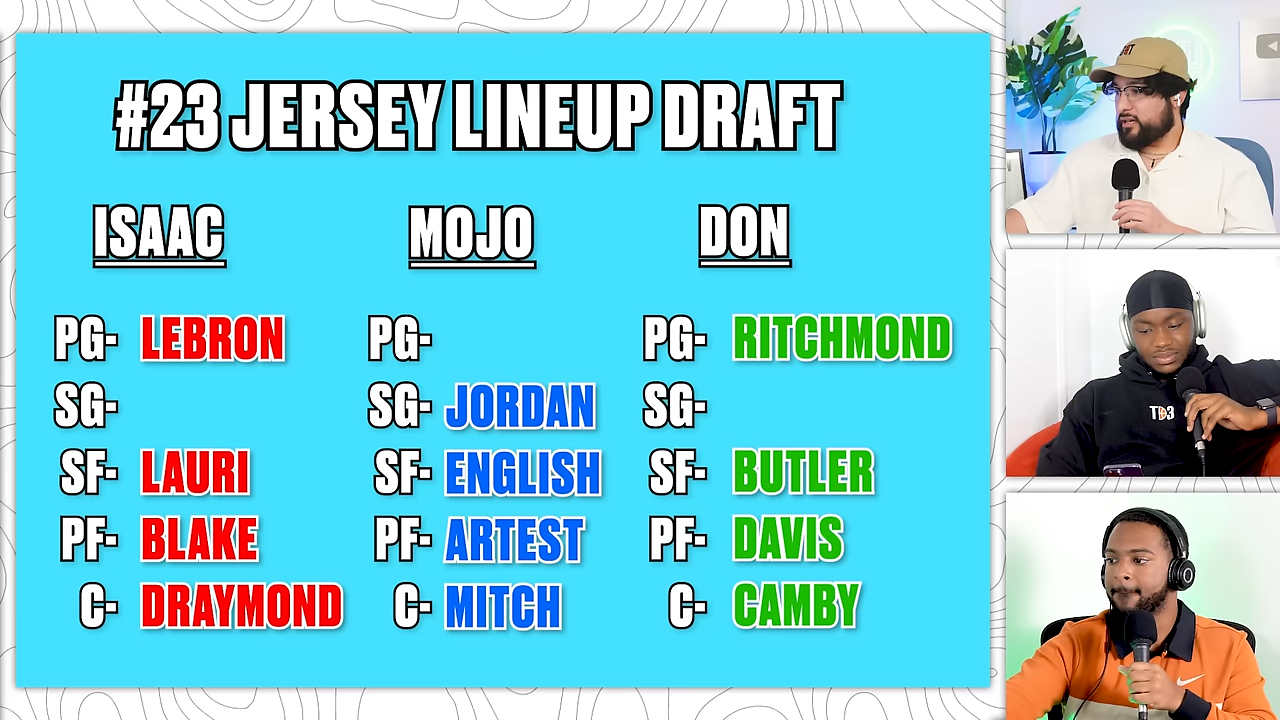 #23 JERSEY LINEUP DRAFT
ISAAC
PG- LEBRON
SG-
SF- LAURI
PF- BLAKE
C- DRAYMOND
MOJO
PG-
SG- JORDAN
SF- ENGLISH
PF- ARTEST
C- MITCH
DON
PG- RITCHMOND
SG-
SF- BUTLER
PF- DAVIS
C- CAMBY